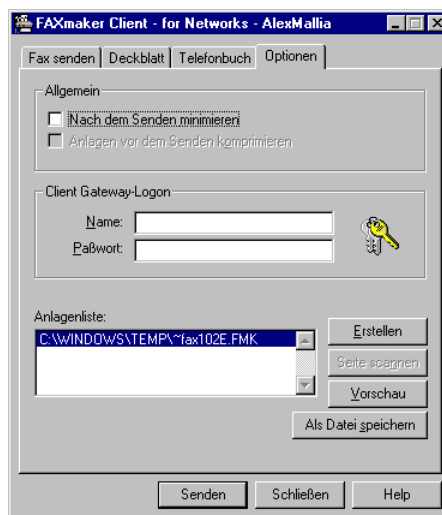 FAXmaker Client - for Networks - AlexMallia
Fax senden Deckblatt Telefonbuch Optionen
Allgemein
Nach dem Senden minimieren
Anlagen vor dem Senden komprimieren
Client Gateway-Logon
Name:
Paßwort:
Anlagenliste:
C:\WINDOWS\TEMP\~fax102E.FMK
Erstellen
Seite scannen
Vorschau
Als Datei speichern
Senden Schließen Help